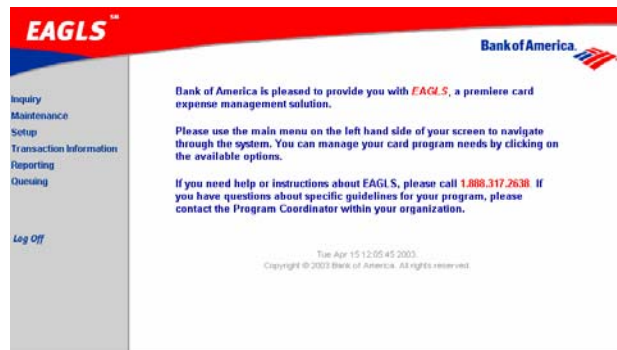 EAGLS SM
Bank of America.
Inquiry
Maintenance
Setup
Transaction Information
Reporting
Queuing
Log Off
Bank of America is pleased to provide you with EAGLS, a premiere card
expense management solution.
Please use the main menu on the left hand side of your screen to navigate
through the system. You can manage your card program needs by clicking on
the available options.
If you need help or instructions about EAGLS, please call 1.888.317.2638 If
you have questions about specific guidelines for your program, please
contact the Program Coordinator within your organization.
Tue Apr 15 12:05:45 2003.
Copyright © 2003 Bank of America. All rights reserved.